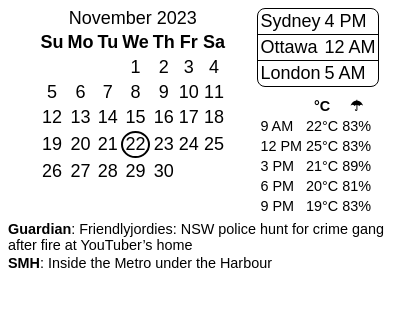 November 2023
Su Mo Tu We Th Fr Sa
1 2 3 4
5 6 7 8 9 10 11
12 13 14 15 16 17 18
19 20 21 22 23 24 25
26 27 28 29 30
Sydney 4 PM
Ottawa 12 AM
London 5 AM
°C ☂
9 AM 22°C 83%
12 PM 25°C 83%
3 PM 21°C 89%
6 PM 20°C 81%
9 PM 19°C 83%
Guardian: Friendlyjordies: NSW police hunt for crime gang
after fire at YouTuber’s home
SMH: Inside the Metro under the Harbour